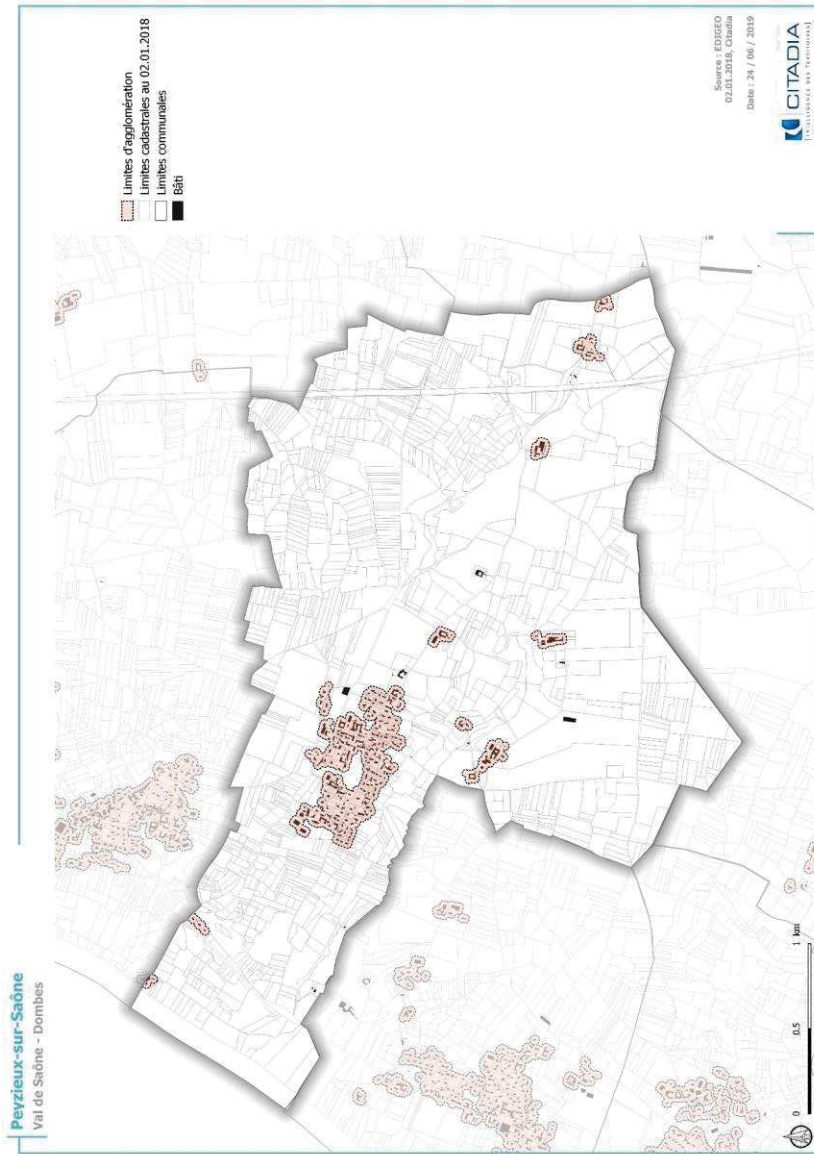 Peyzieux-sur-Saône
Val de Saône - Dombes
Limites d'agglomération
Limites cadastrales au 02.01.2018
Limites communales
Bâti
Source : EDIGEO
02.01.2018, Citadia
Date : 24 / 06 / 2019
CITADIA
0 0.5 1 km